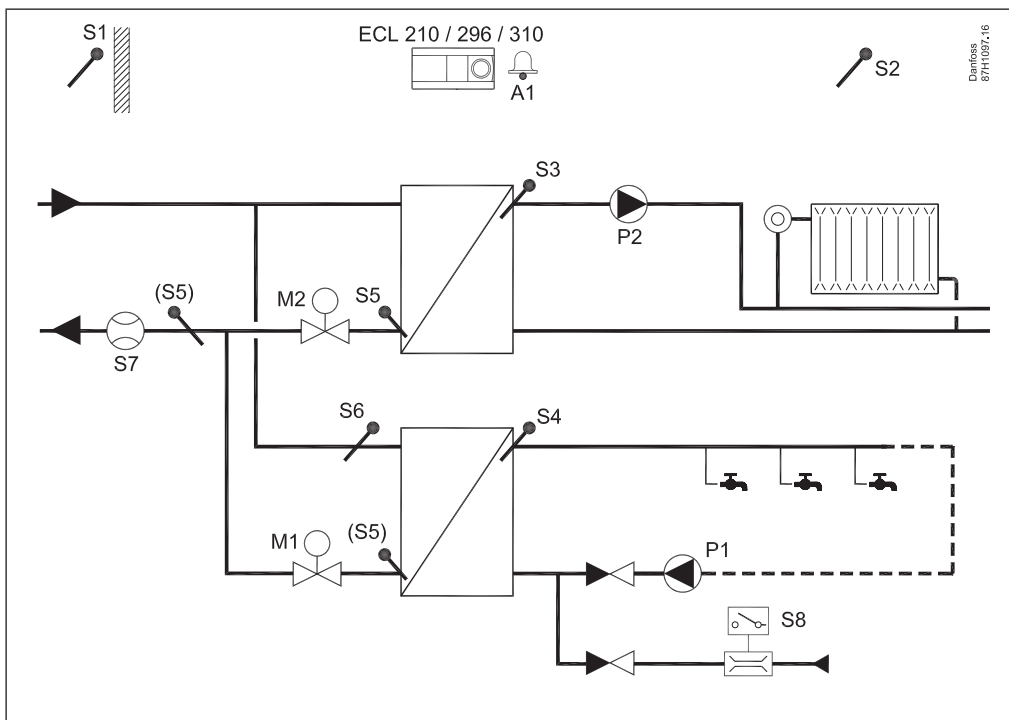 S1
ECL 210 / 296 / 310
A1
S2
Danfoss
87H1097.16
S3
P2
(S5)
M2
S5
S7
S6
S4
M1
(S5)
P1
S8